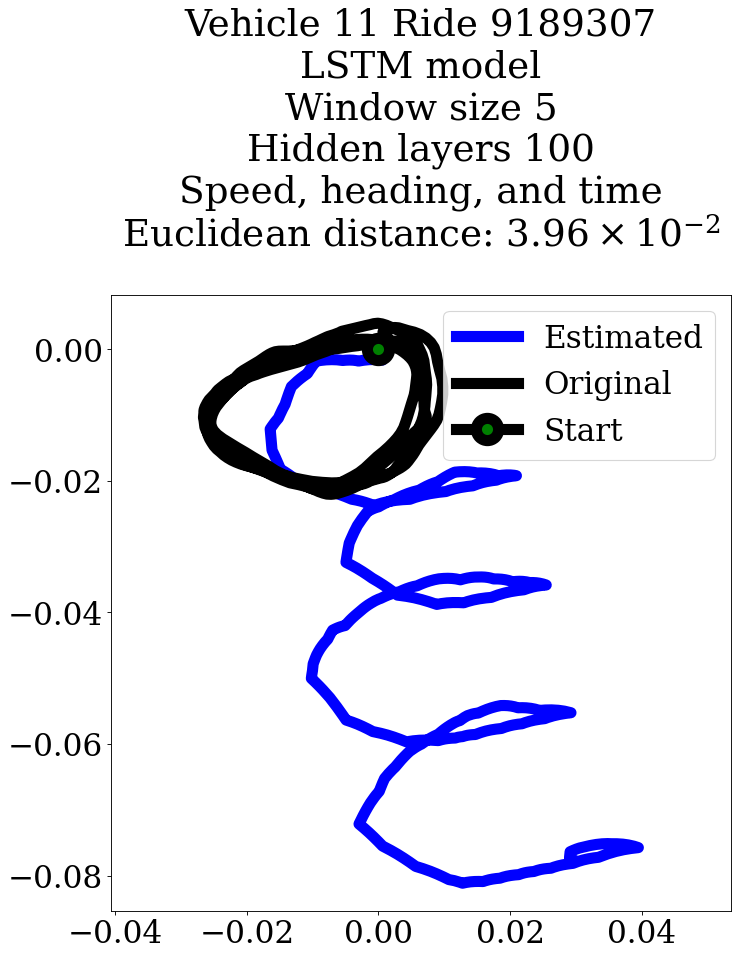 Vehicle 11 Ride 9189307
LSTM model
Window size 5
Hidden layers 100
Speed, heading, and time
Euclidean distance: 3.96 × 10⁻²
Estimated
Original
Start
0.00
−0.02
−0.04
−0.06
−0.08
−0.04 −0.02 0.00 0.02 0.04